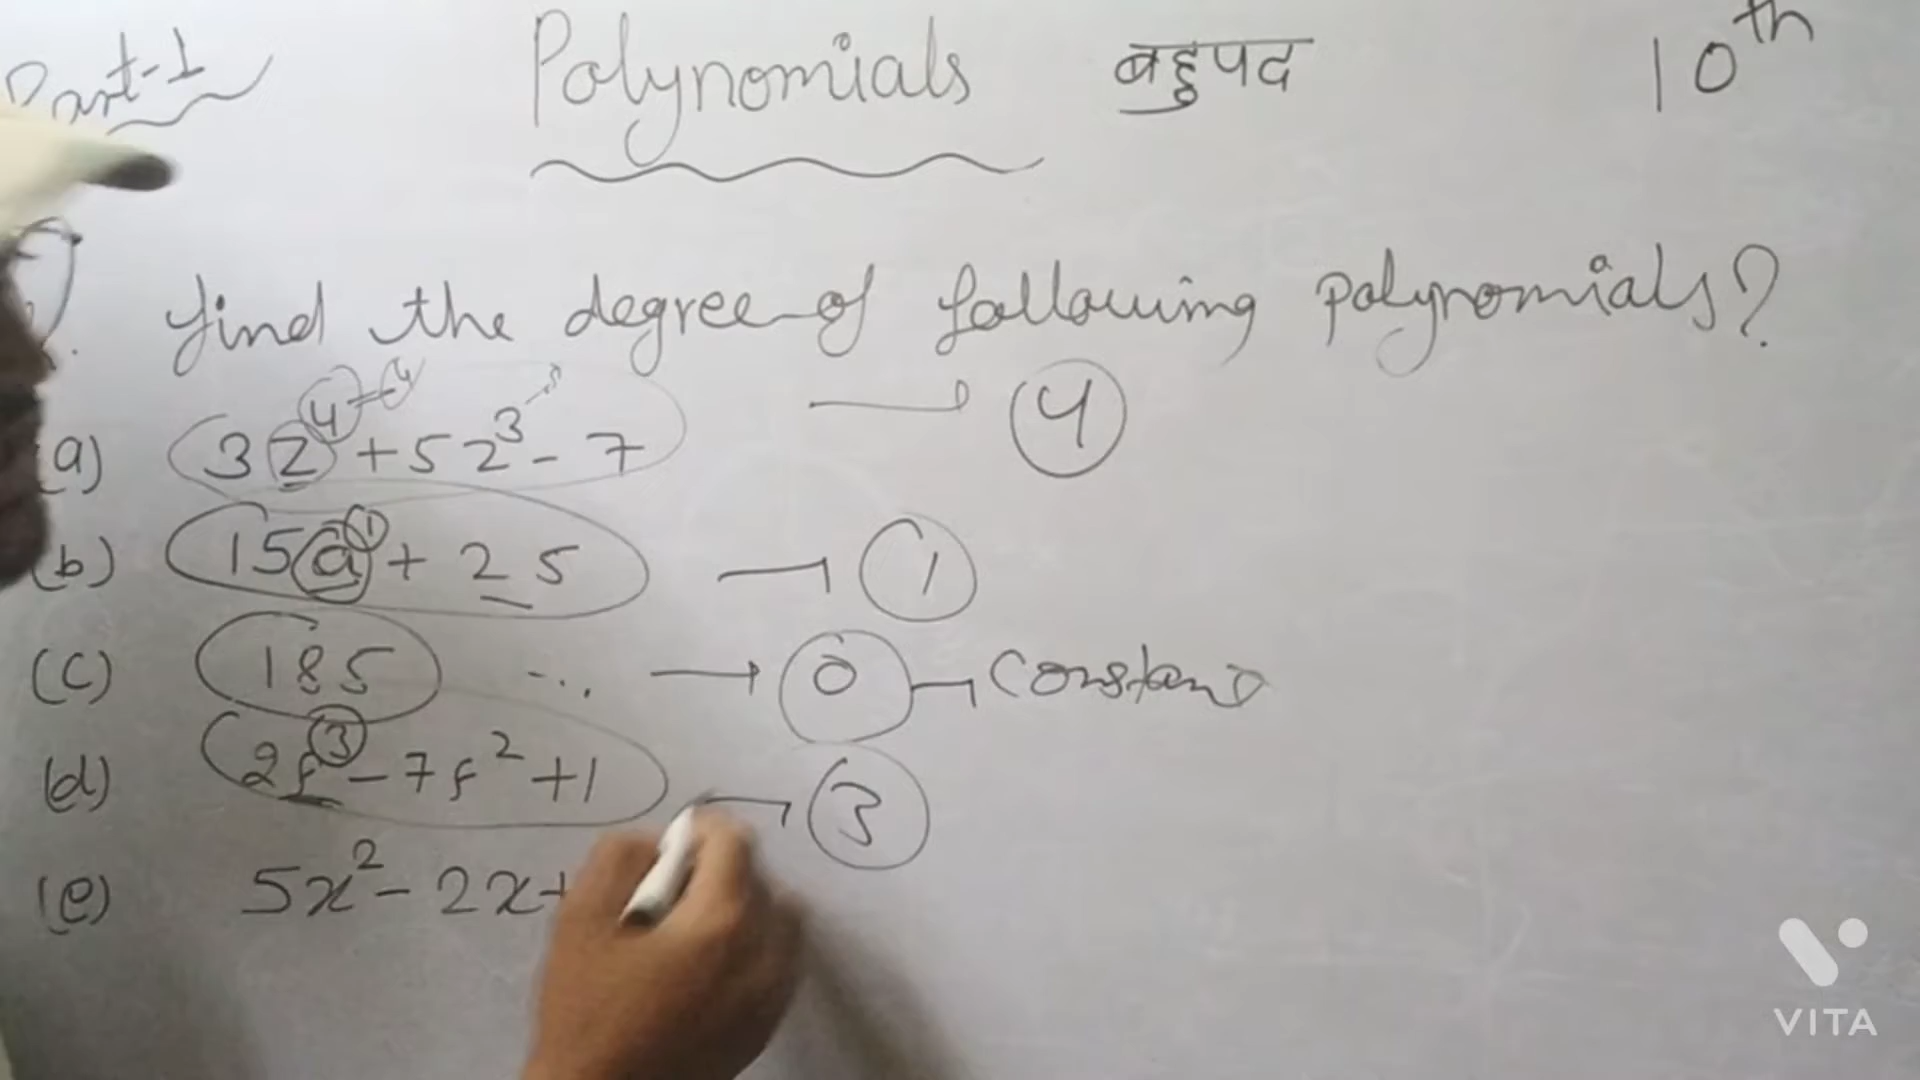 Part-1 Polynomials बहुपद 10th
find the degree of following polynomials?
(a) 3z⁴ + 5z³ - 7 → 4
(b) 15a¹ + 25 → 1
(c) 185 ... → 0 → Constant
(d) 2f³ - 7f² + 1 → 3
(e) 5x² - 2x +
VITA